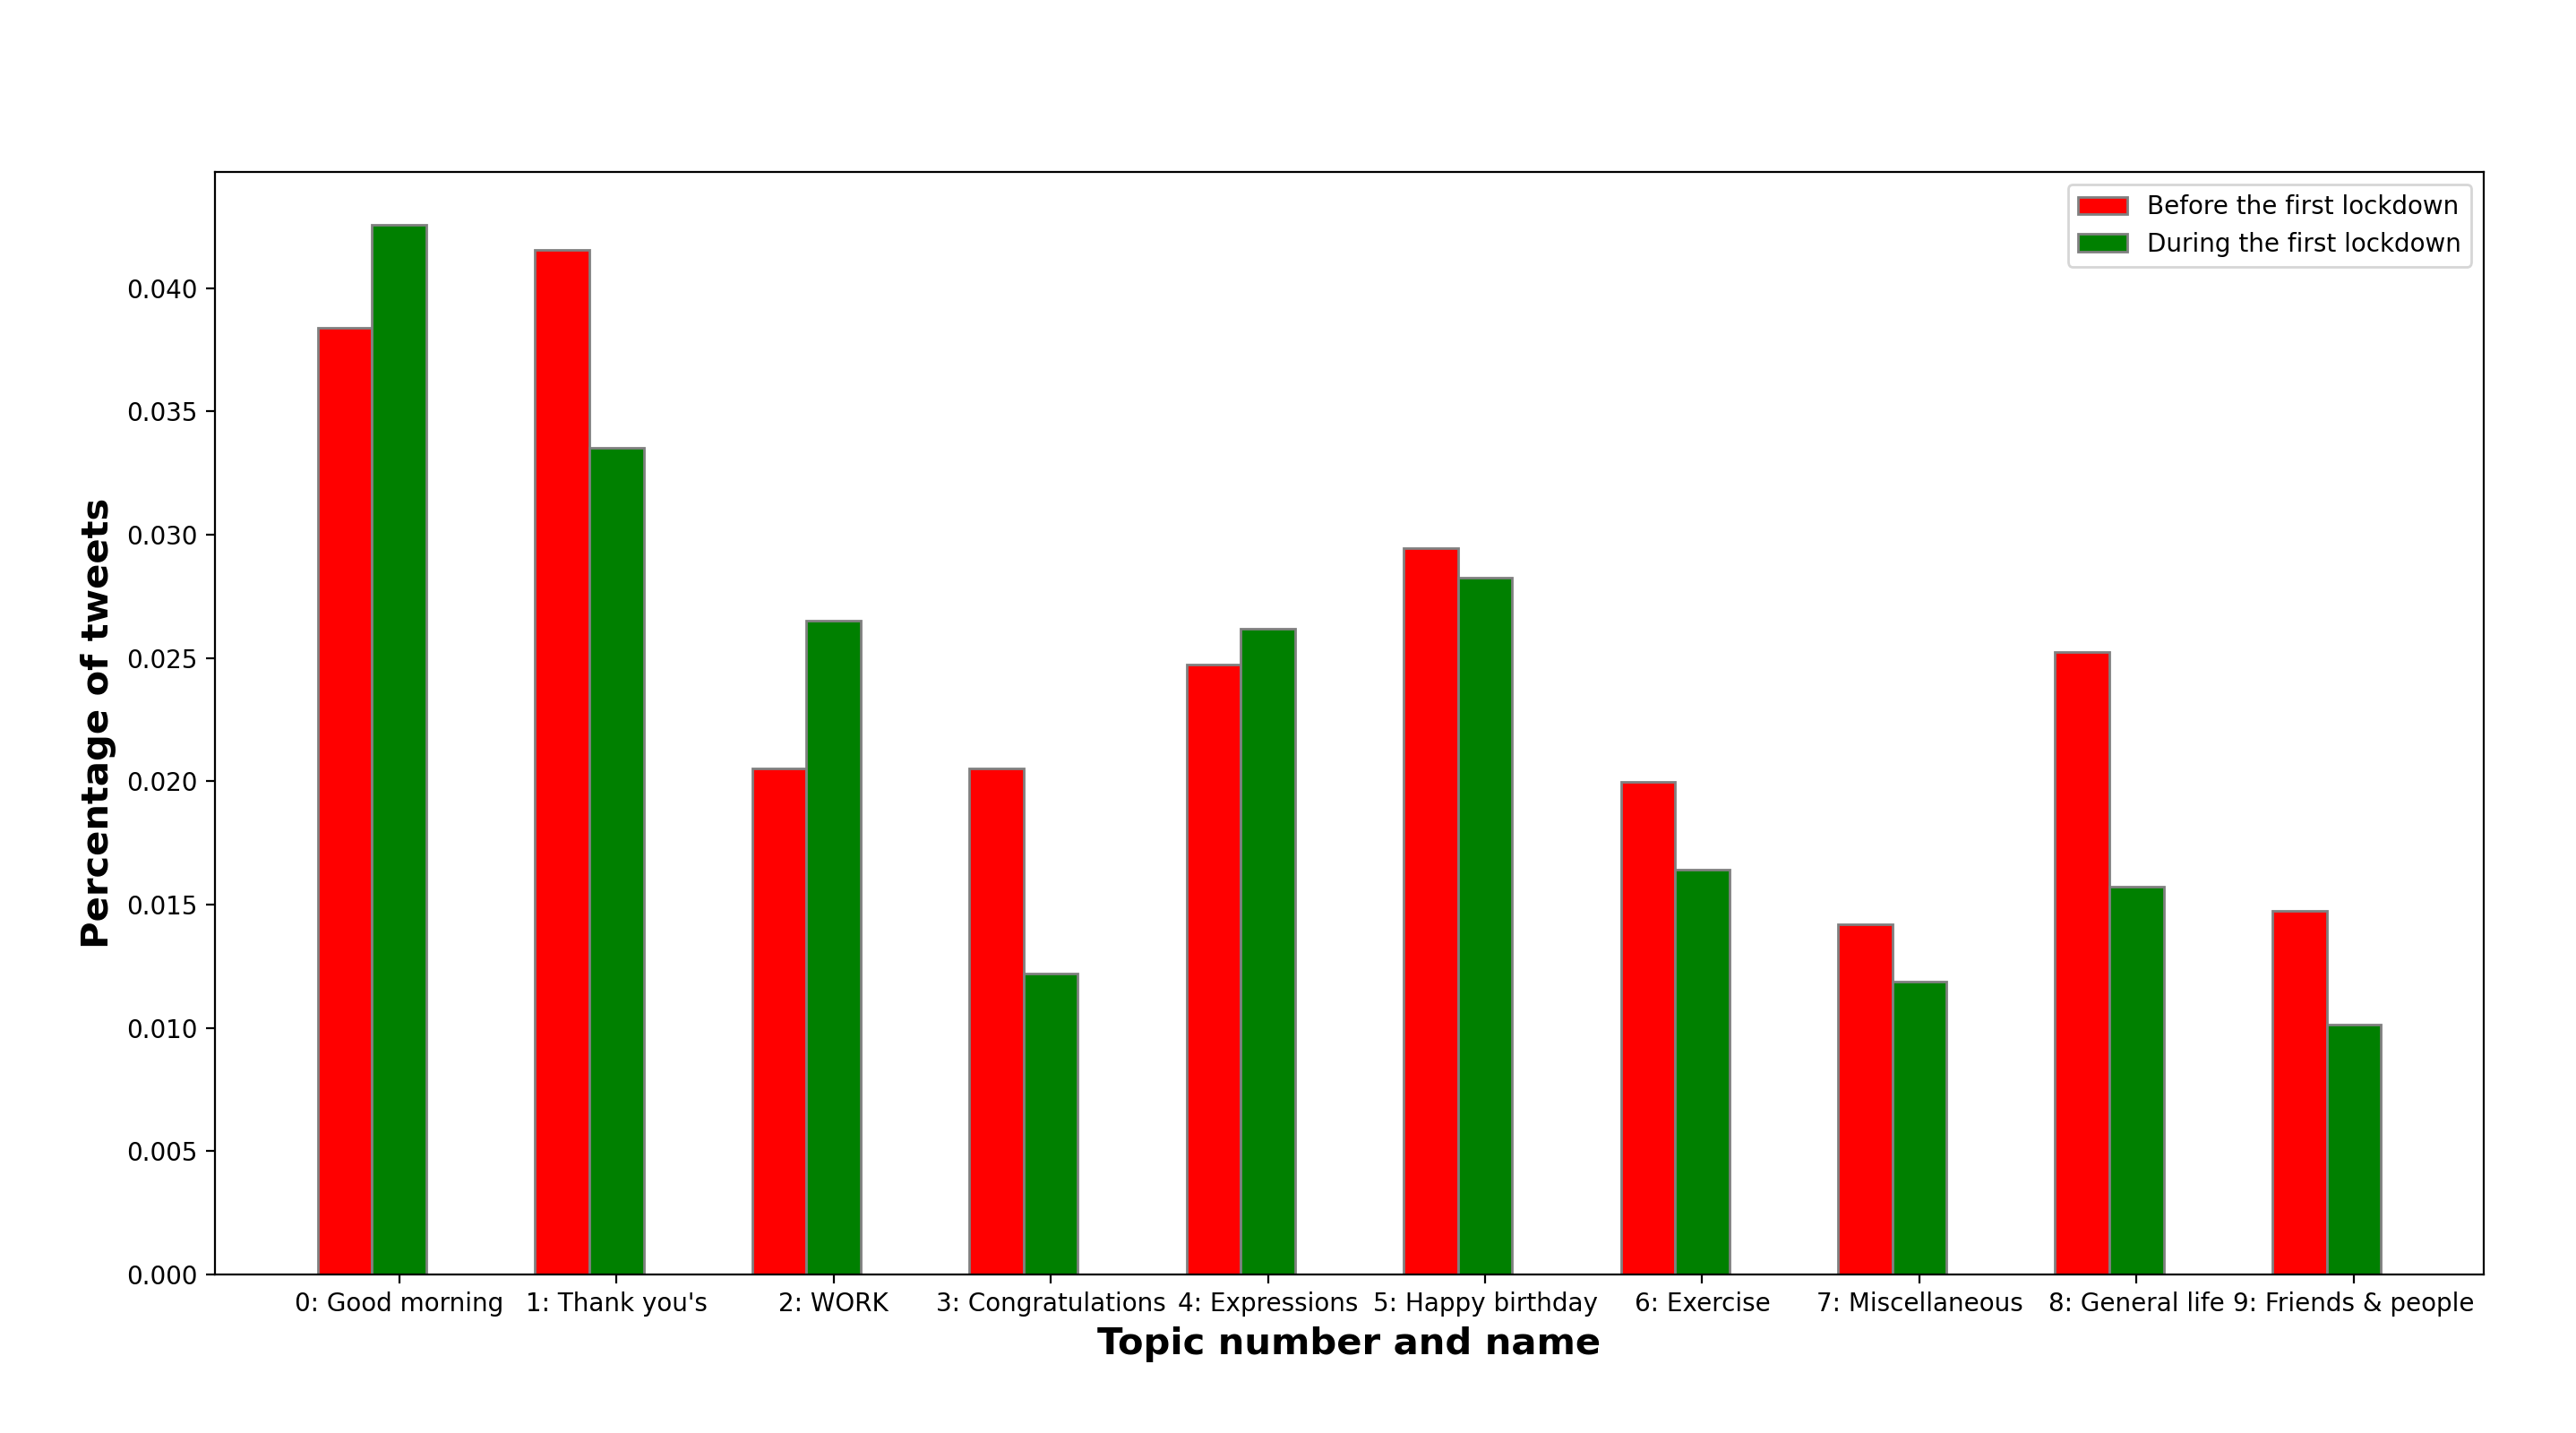 Before the first lockdown
During the first lockdown
Percentage of tweets
0.040
0.035
0.030
0.025
0.020
0.015
0.010
0.005
0.000
0: Good morning 1: Thank you's 2: WORK 3: Congratulations 4: Expressions 5: Happy birthday 6: Exercise 7: Miscellaneous 8: General life 9: Friends & people
Topic number and name